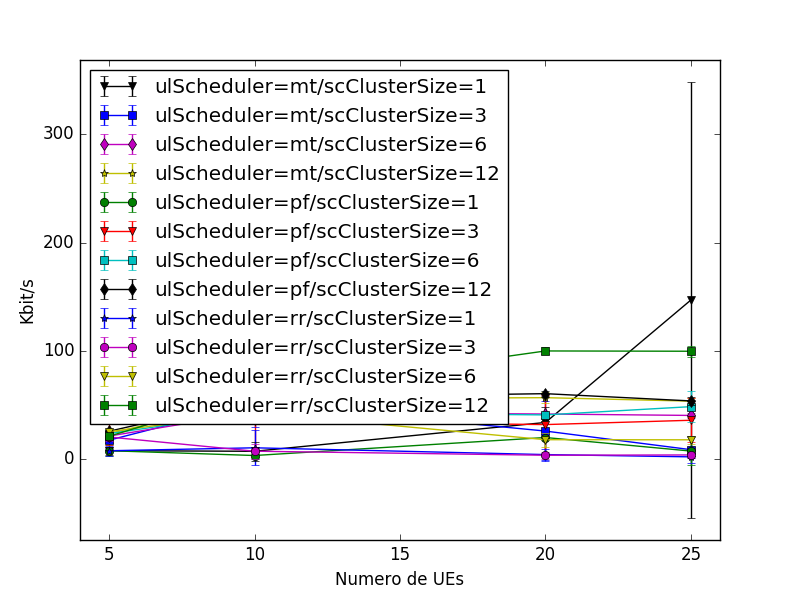 ulScheduler=mt/scClusterSize=1
ulScheduler=mt/scClusterSize=3
ulScheduler=mt/scClusterSize=6
ulScheduler=mt/scClusterSize=12
ulScheduler=pf/scClusterSize=1
ulScheduler=pf/scClusterSize=3
ulScheduler=pf/scClusterSize=6
ulScheduler=pf/scClusterSize=12
ulScheduler=rr/scClusterSize=1
ulScheduler=rr/scClusterSize=3
ulScheduler=rr/scClusterSize=6
ulScheduler=rr/scClusterSize=12
300
200
100
0
Kbit/s
5 10 15 20 25
Numero de UEs